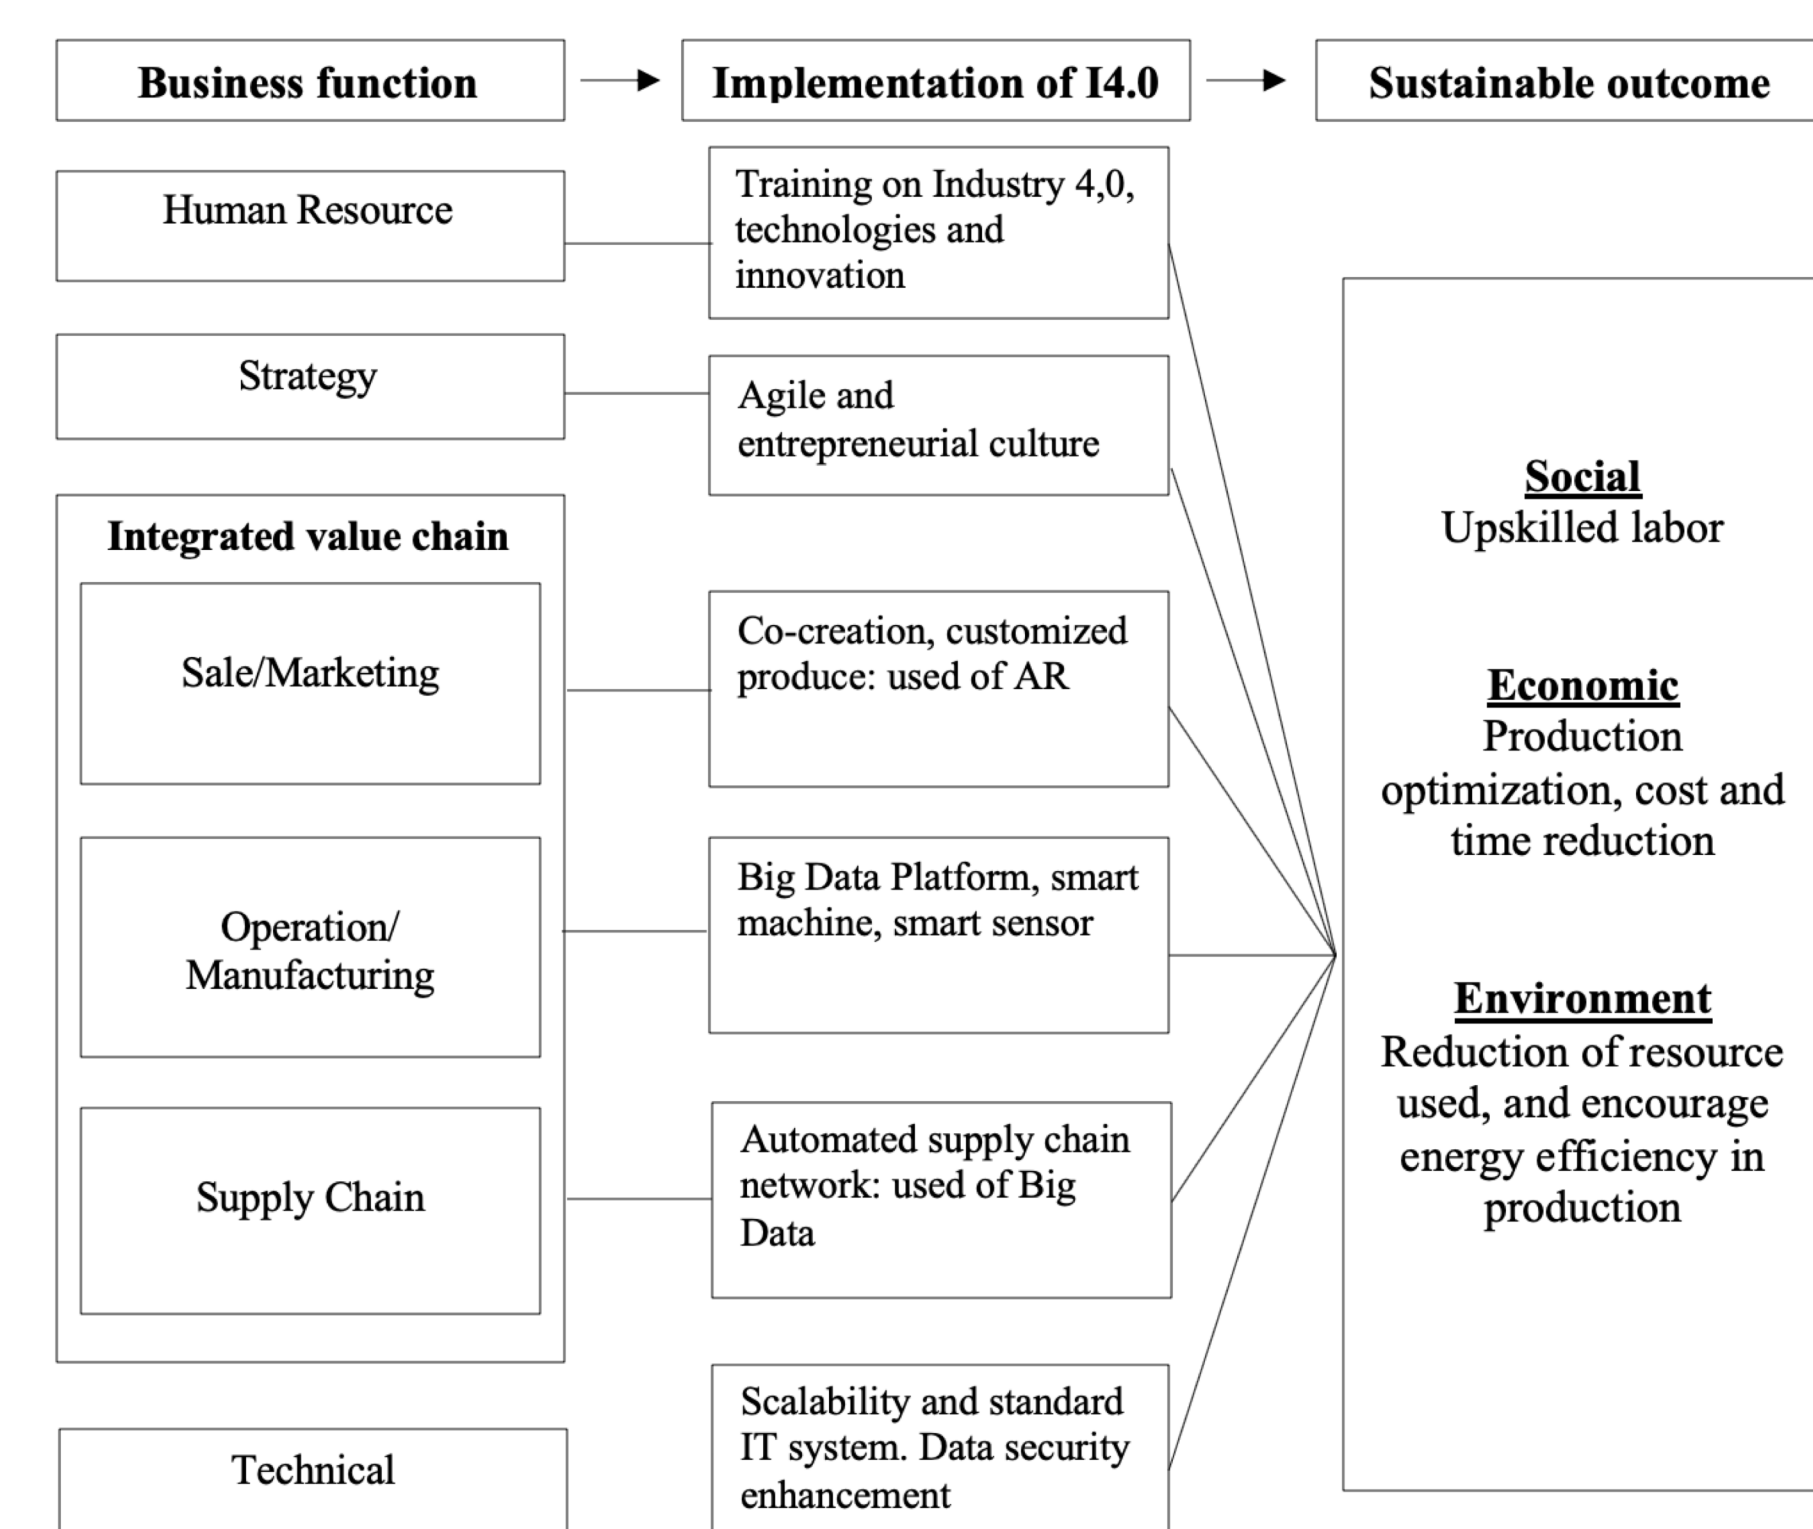 Business function
Implementation of I4.0
Sustainable outcome
Human Resource
Training on Industry 4,0,
technologies and
innovation
Strategy
Agile and
entrepreneurial culture
Integrated value chain
Sale/Marketing
Co-creation, customized
produce: used of AR
Operation/
Manufacturing
Big Data Platform, smart
machine, smart sensor
Supply Chain
Automated supply chain
network: used of Big
Data
Technical
Scalability and standard
IT system. Data security
enhancement
Social
Upskilled labor
Economic
Production
optimization, cost and
time reduction
Environment
Reduction of resource
used, and encourage
energy efficiency in
production